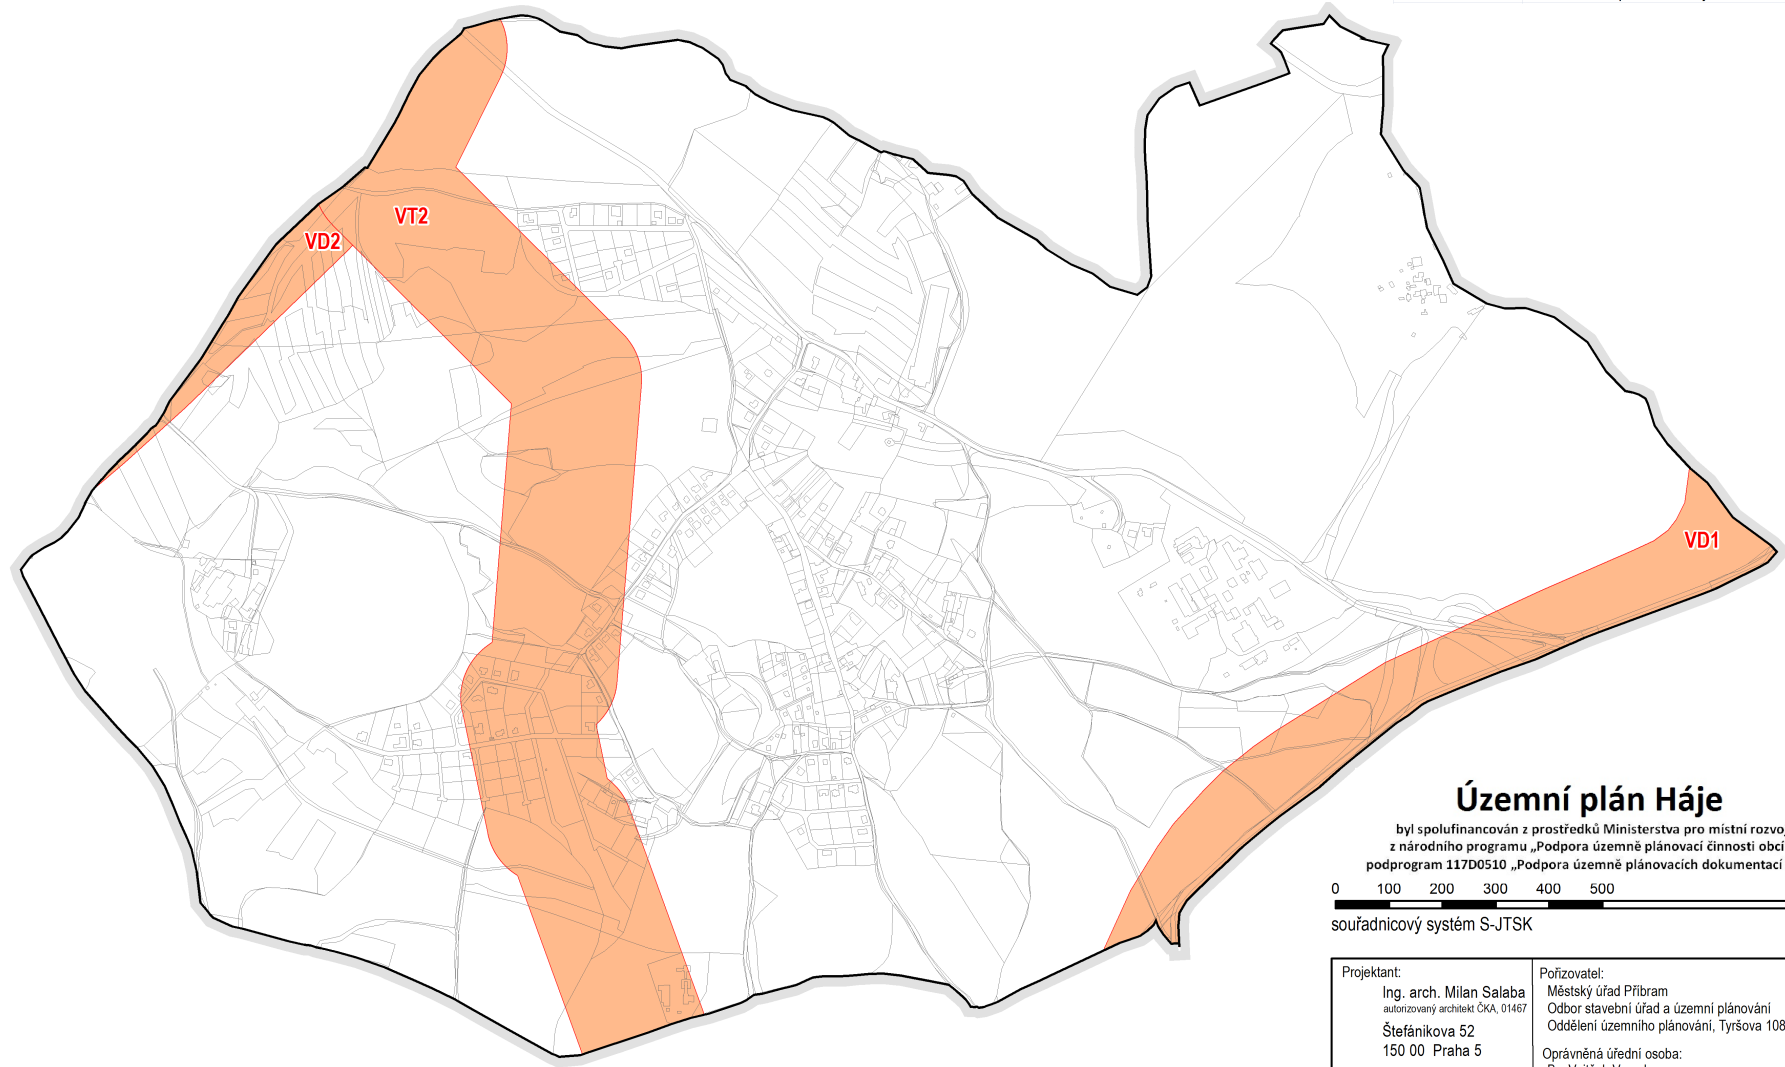 VT2
VD2
VD1
Územní plán Háje
byl spolufinancován z prostředků Ministerstva pro místní rozvoj
z národního programu „Podpora územně plánovací činnosti obcí
podprogram 117D0510 „Podpora územně plánovacích dokumentací
0 100 200 300 400 500
souřadnicový systém S-JTSK
Projektant:
Ing. arch. Milan Salaba
autorizovaný architekt ČKA, 01467
Štefánikova 52
150 00 Praha 5
Pořizovatel:
Městský úřad Příbram
Odbor stavební úřad a územní plánování
Oddělení územního plánování, Tyršova 108
Oprávněná úřední osoba: